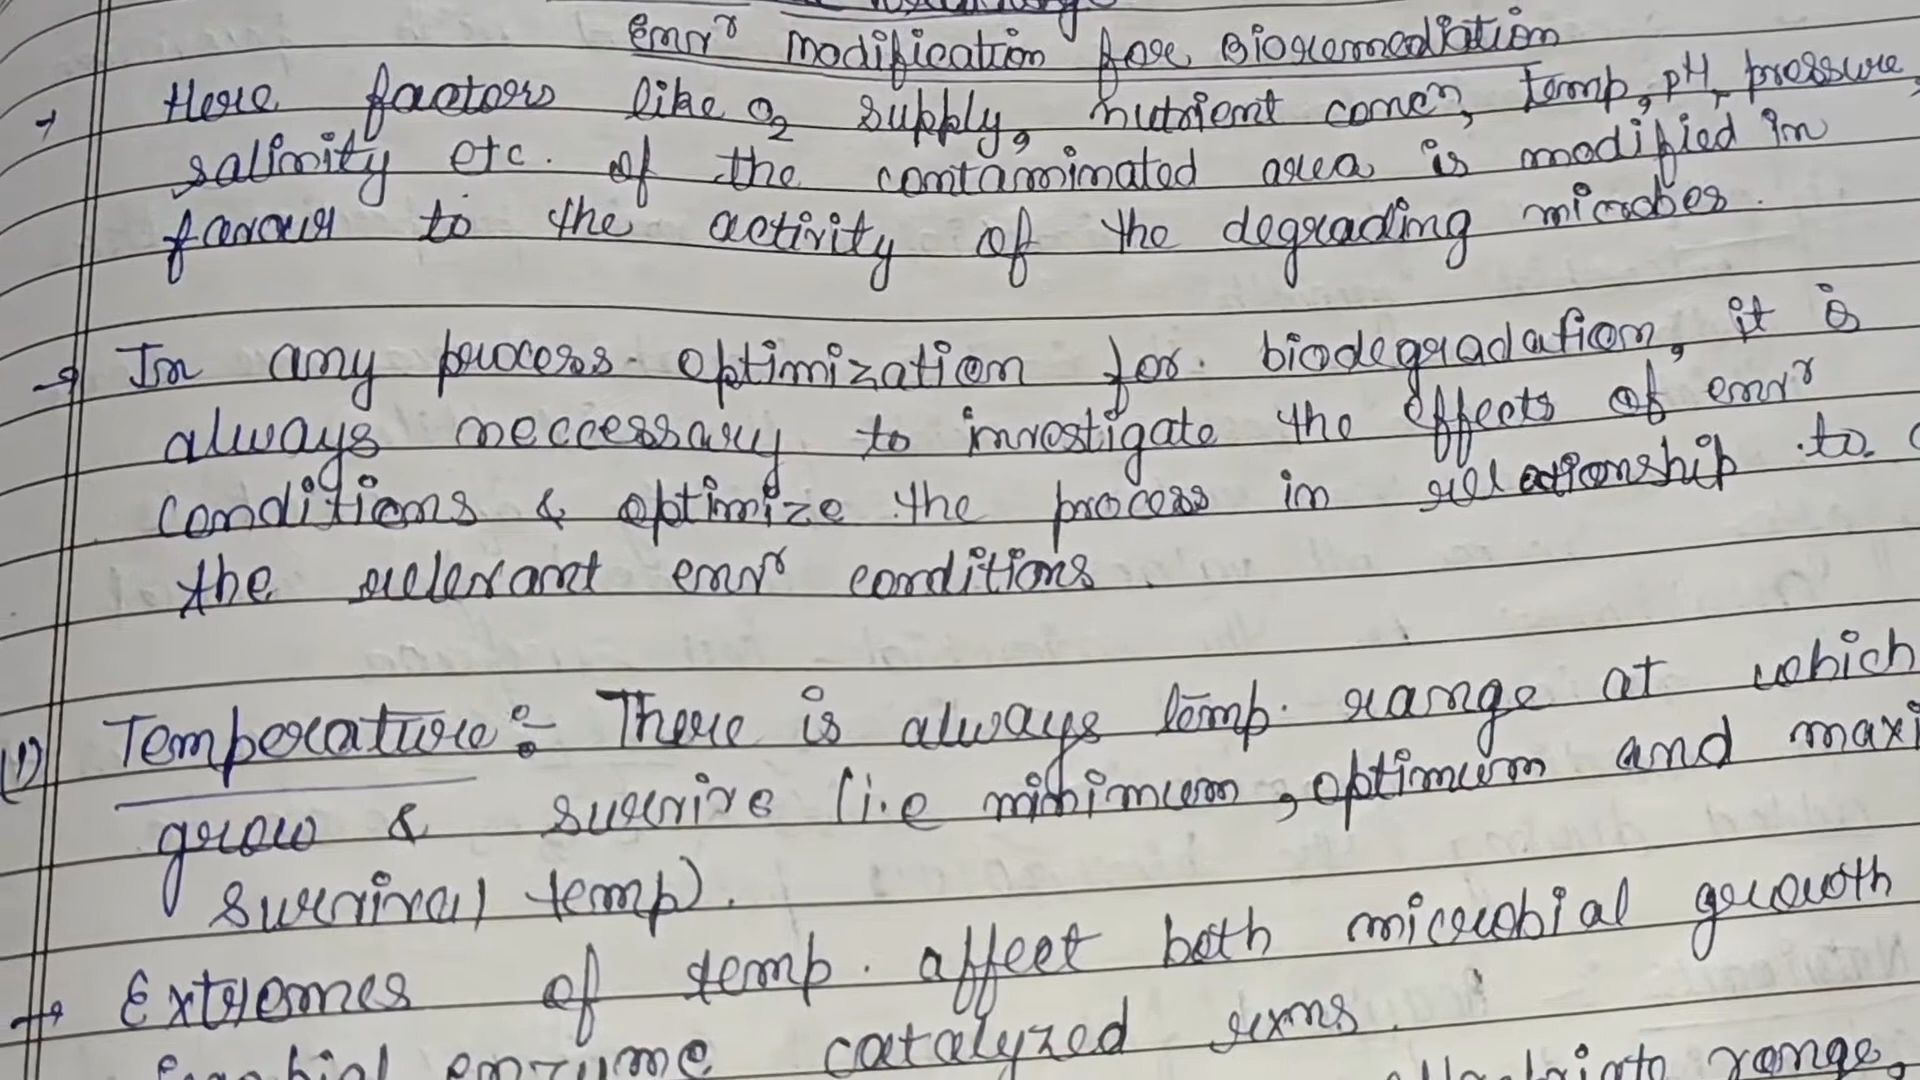 Envr modification for Bioremediation
→ Here factors like O2 supply, nutrient concn, temp, pH, pressure,
salinity etc. of the contaminated area is modified in
favour to the activity of the degrading microbes.
→ In any process optimization for biodegradation, it is
always neccessary to investigate the effects of envr
conditions & optimize the process in relationship to
the relevant envr conditions.
(1) Temperature :- There is always temp. range at which
grow & survive (i.e minimum, optimum and maxi
survival temp).
→ Extremes of temp. affect both microbial growth
enzyme catalyzed rxns.
range,